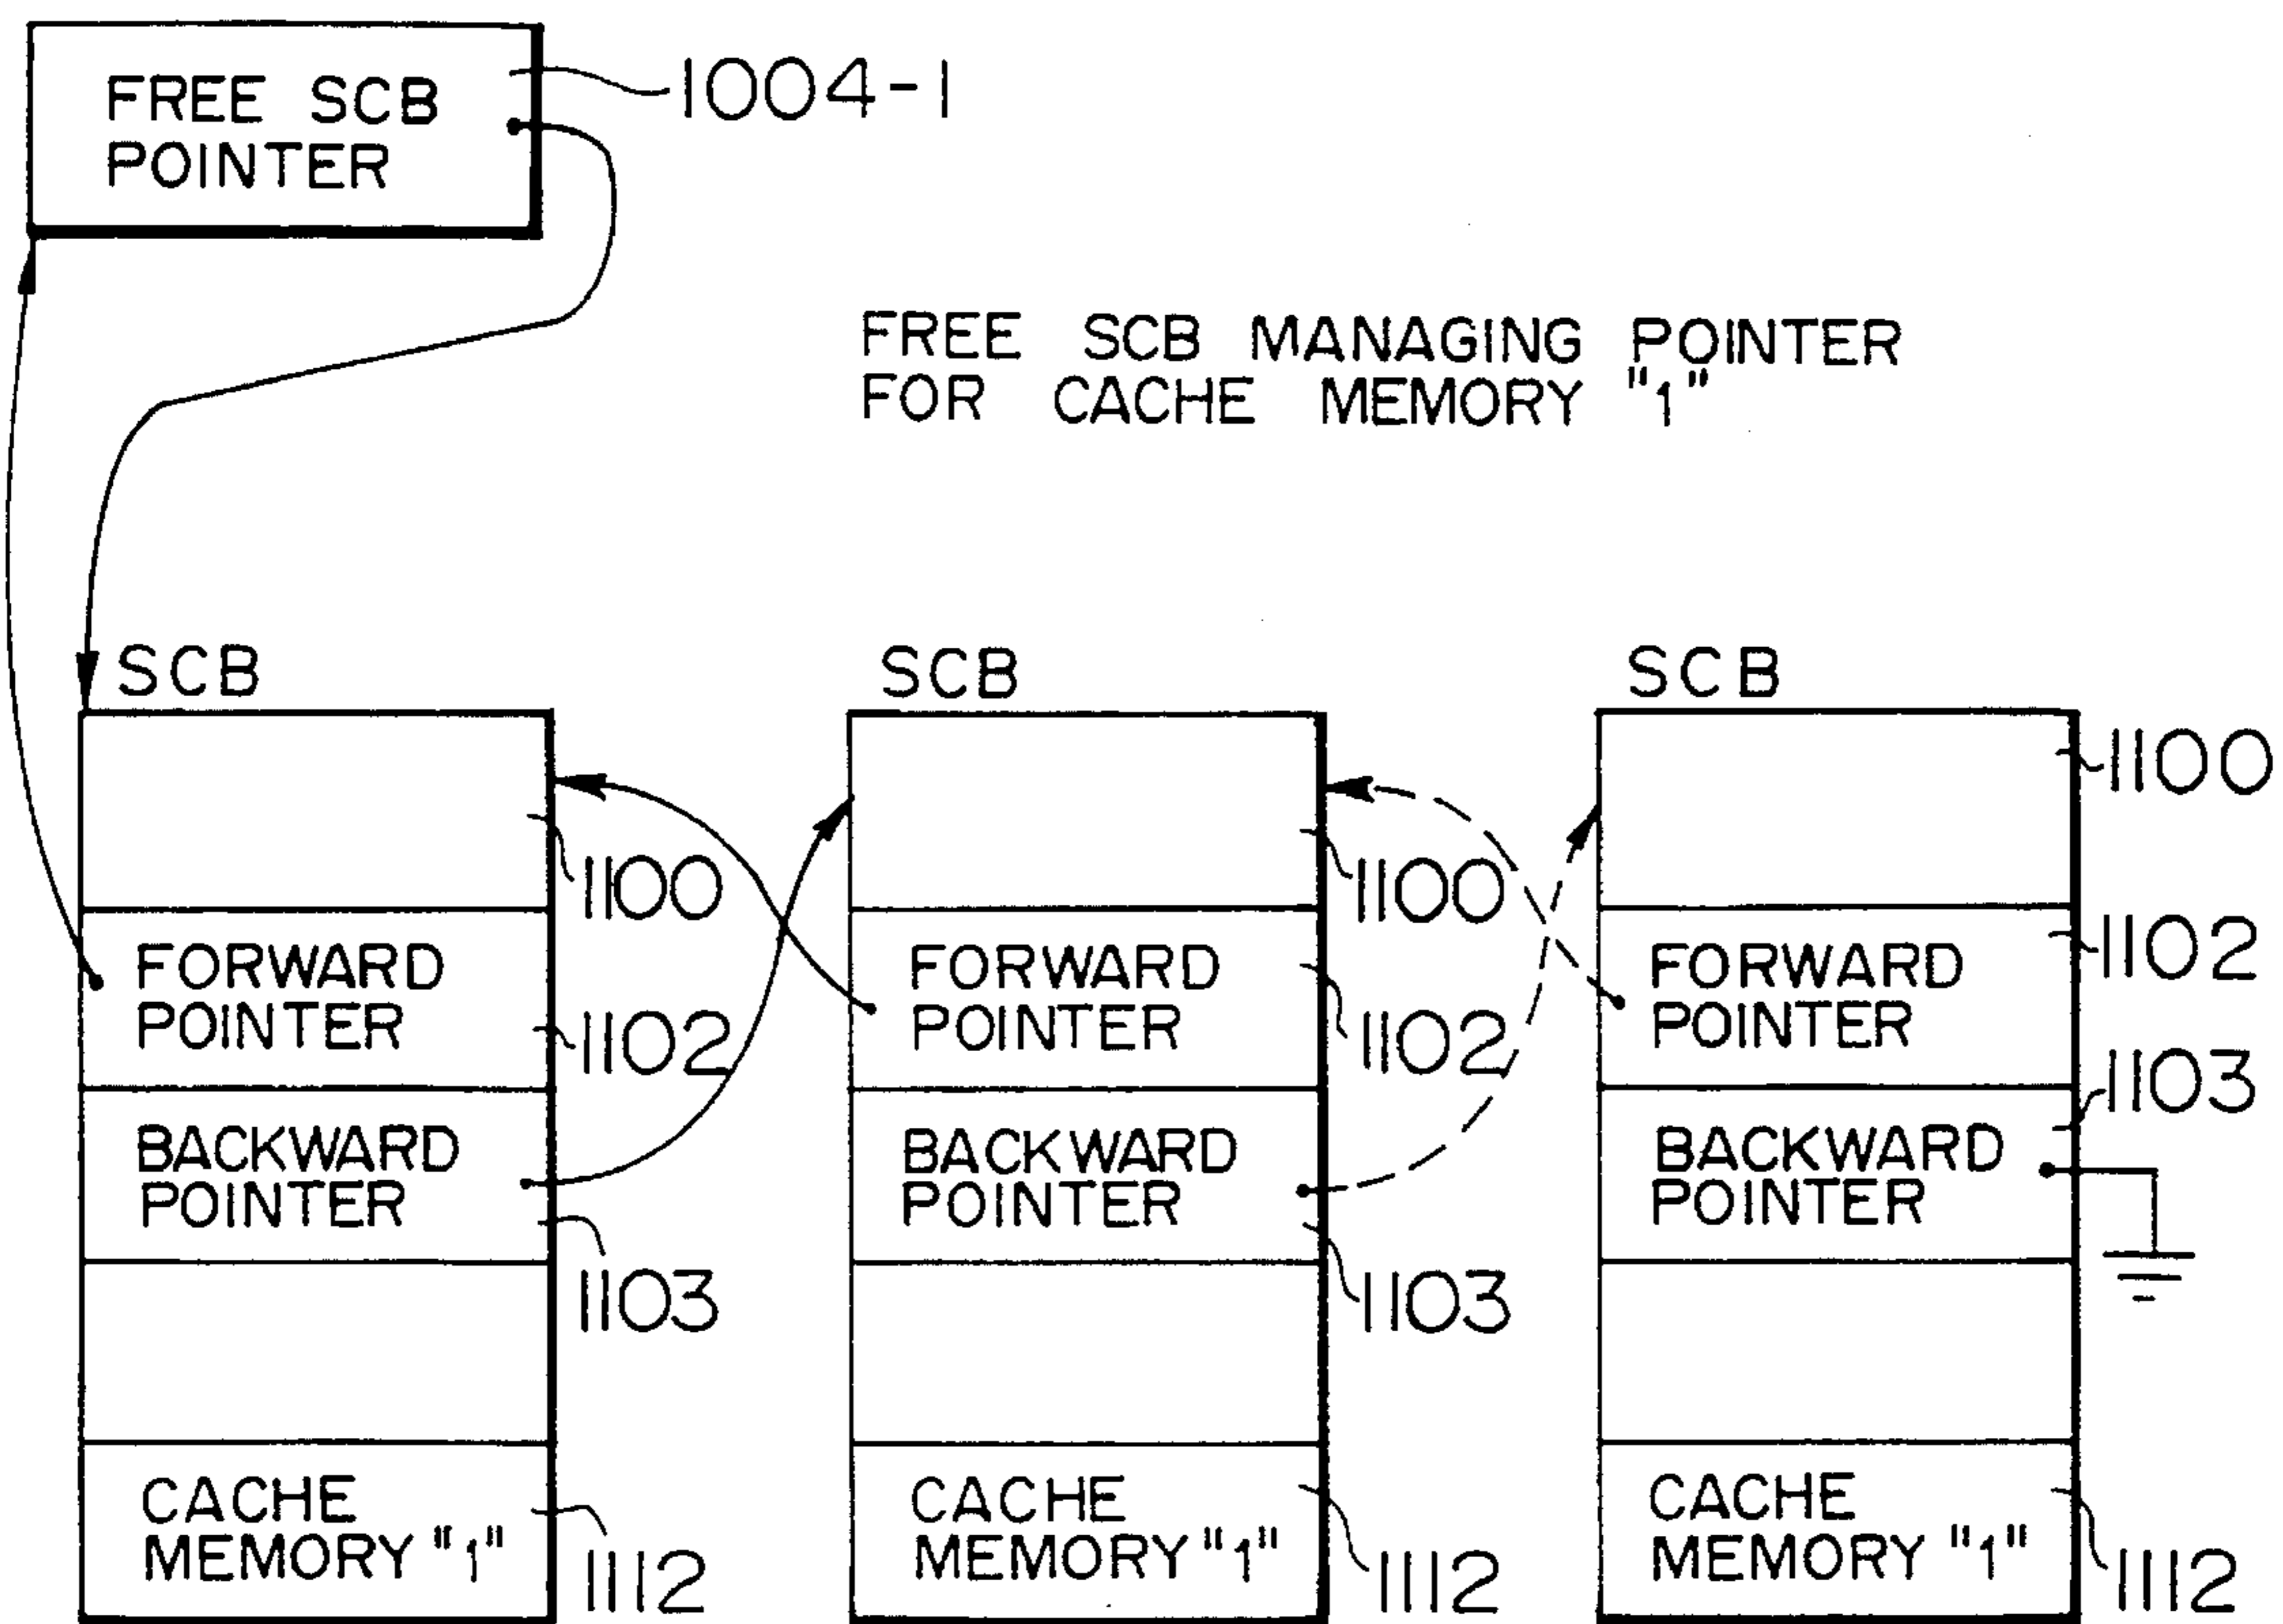 FREE SCB
POINTER
1004-1
FREE SCB MANAGING POINTER
FOR CACHE MEMORY "1"
SCB
1100
FORWARD
POINTER
1102
BACKWARD
POINTER
1103
CACHE
MEMORY "1"
1112
SCB
1100
FORWARD
POINTER
1102
BACKWARD
POINTER
1103
CACHE
MEMORY "1"
1112
SCB
1100
FORWARD
POINTER
1102
BACKWARD
POINTER
1103
CACHE
MEMORY "1"
1112